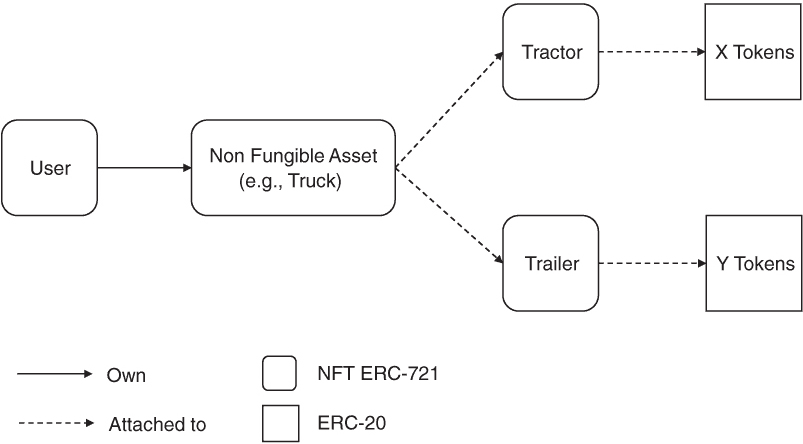 Tractor
X Tokens
User
Non Fungible Asset
(e.g., Truck)
Trailer
Y Tokens
Own
NFT ERC-721
Attached to
ERC-20